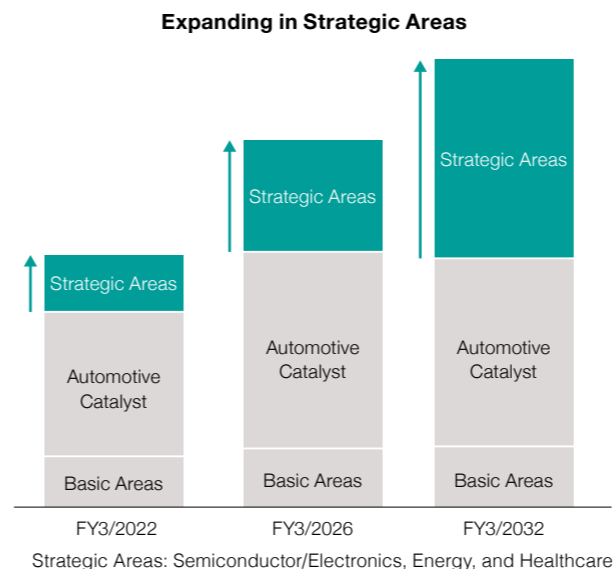 Expanding in Strategic Areas
Strategic Areas
Automotive
Catalyst
Basic Areas
Strategic Areas
Automotive
Catalyst
Basic Areas
Strategic Areas
Automotive
Catalyst
Basic Areas
FY3/2022
FY3/2026
FY3/2032
Strategic Areas: Semiconductor/Electronics, Energy, and Healthcare